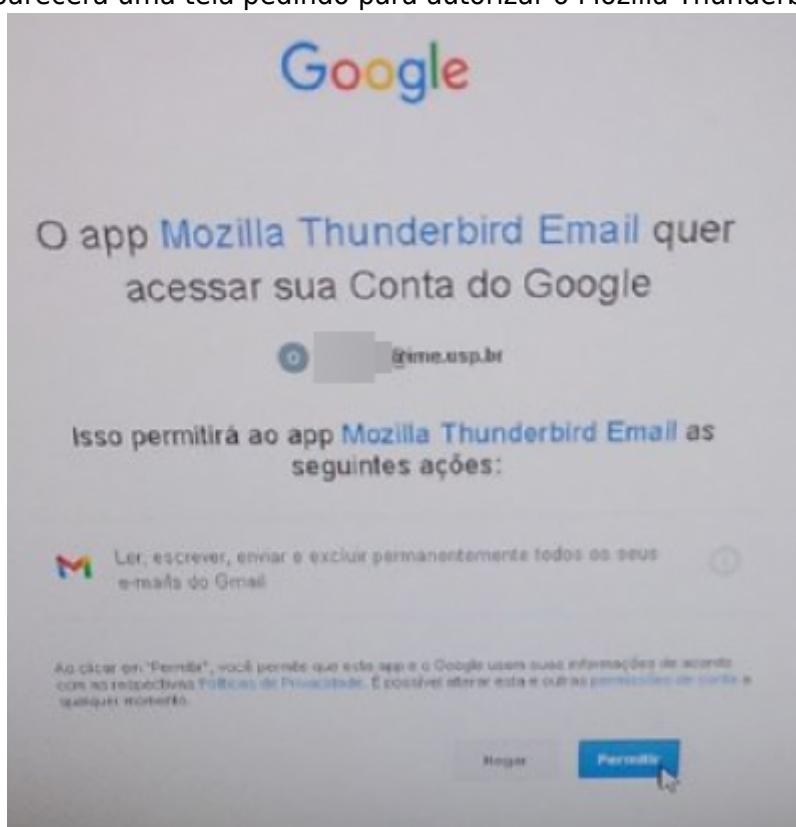 uma tela pedindo para autorizar o Mozilla
Google
O app Mozilla Thunderbird Email quer
acessar sua Conta do Google
O @ime.usp.br
Isso permitirá ao app Mozilla Thunderbird Email as
seguintes ações:
Ler, escrever, enviar e excluir permanentemente todos os seus
e-mails do Gmail
Ao clicar em "Permitir", você permite que este app e o Google usem suas informações de acordo
com as respectivas Políticas de Privacidade. É possível alterar esta e outras permissões de conta a
qualquer momento.
Negar Permitir